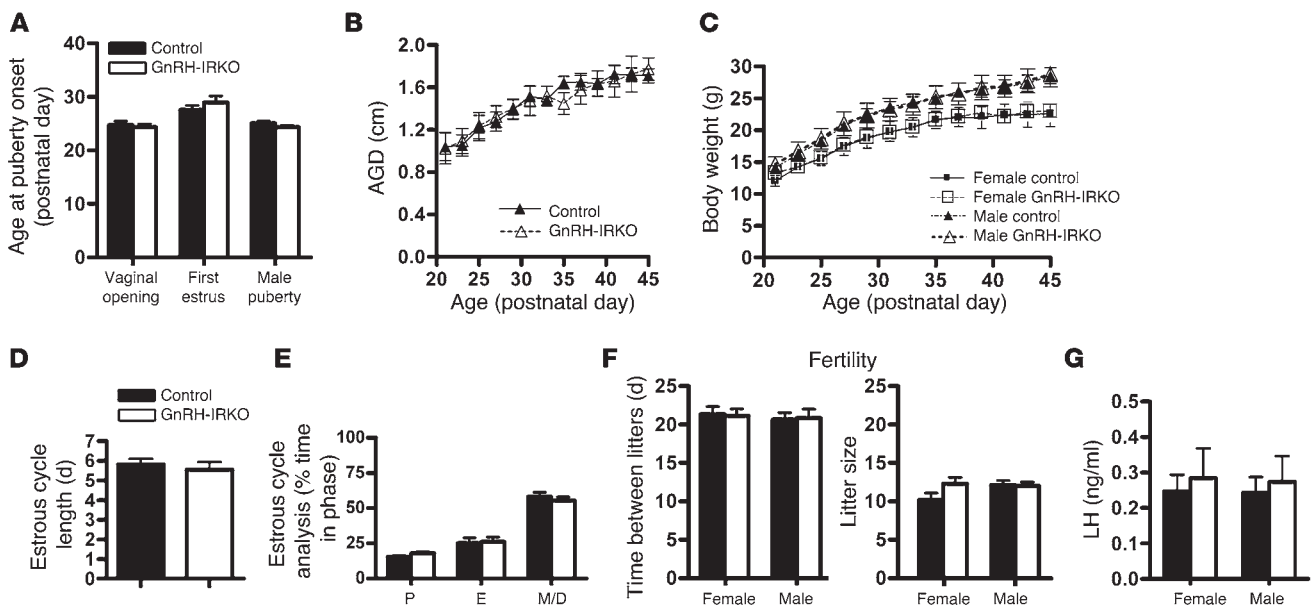 A
Age at puberty onset
(postnatal day)
40
30
20
10
0
Control
GnRH-IRKO
Vaginal
opening
First
estrus
Male
puberty
B
AGD (cm)
2.0
1.6
1.2
0.8
0.4
0.0
Control
GnRH-IRKO
20 25 30 35 40 45
Age (postnatal day)
C
Body weight (g)
30
25
20
15
10
5
0
Female control
Female GnRH-IRKO
Male control
Male GnRH-IRKO
20 25 30 35 40 45
Age (postnatal day)
D
Control
GnRH-IRKO
Estrous cycle
length (d)
7
6
5
4
3
2
1
0
E
Estrous cycle
analysis (% time
in phase)
100
75
50
25
0
P E M/D
F
Fertility
Time between litters (d)
25
20
15
10
5
0
Female Male
Litter size
25
20
15
10
5
0
Female Male
G
LH (ng/ml)
0.5
0.4
0.3
0.2
0.1
0.0
Female Male